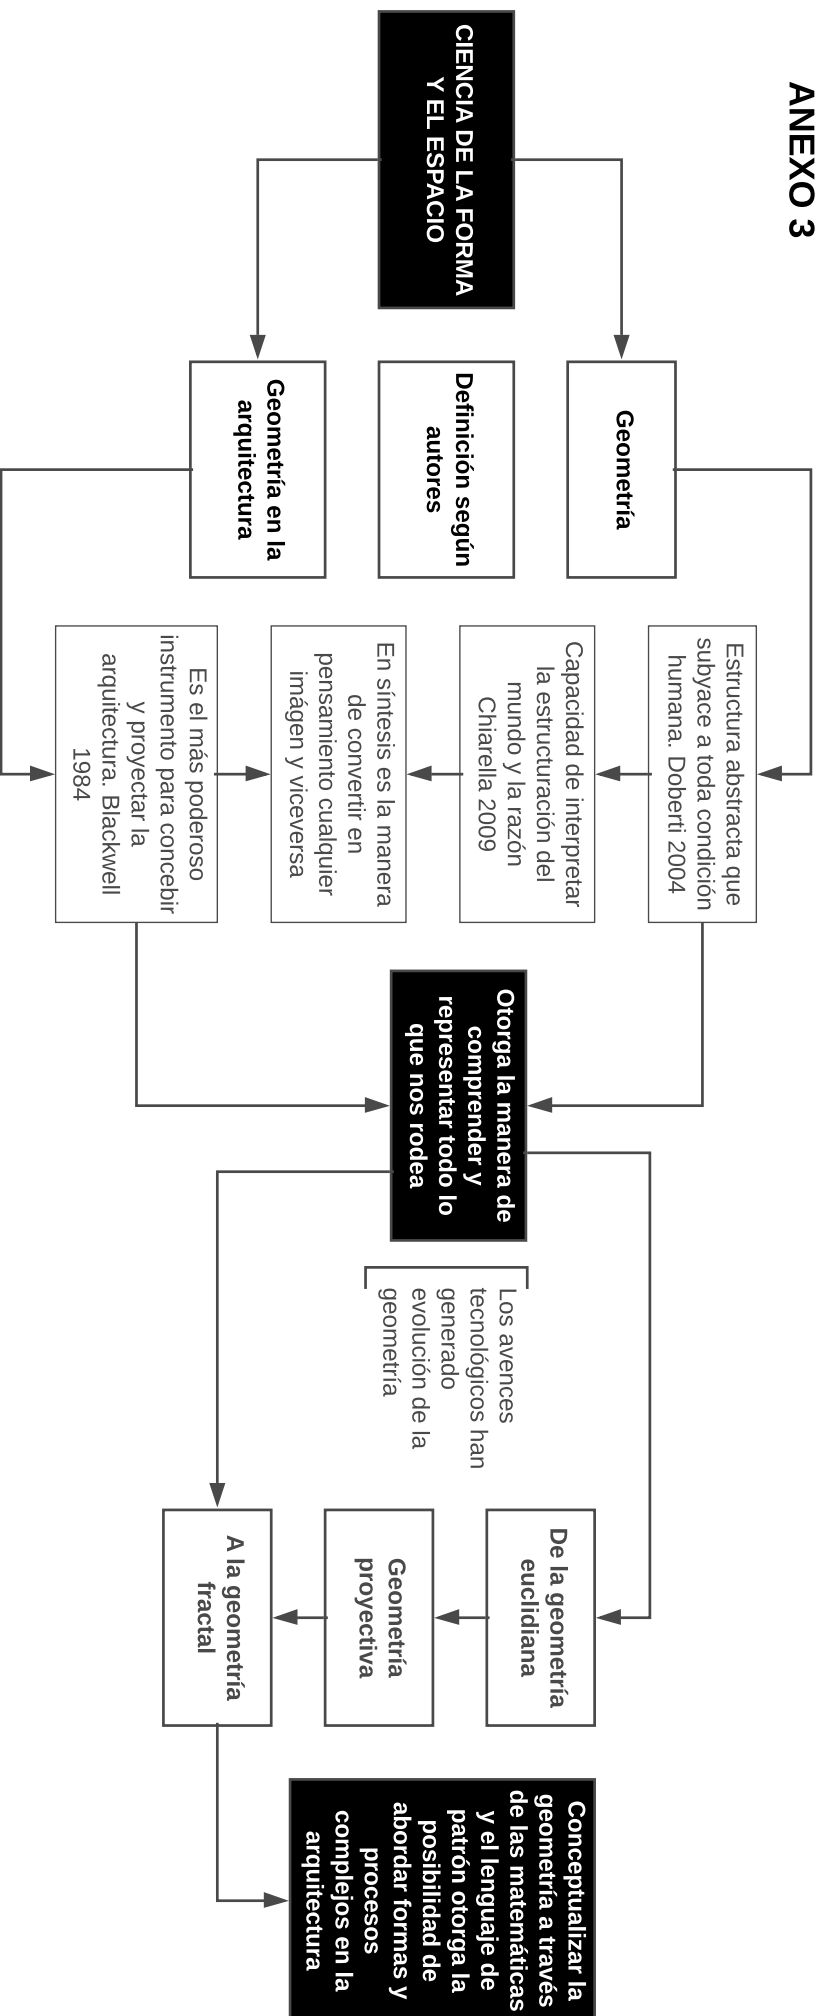 ANEXO 3
CIENCIA DE LA FORMA
Y EL ESPACIO
Geometría
Definición según
autores
Geometría en la
arquitectura
Estructura abstracta que
subyace a toda condición
humana. Doberti 2004
Capacidad de interpretar
la estructuración del
mundo y la razón
Chiarella 2009
En síntesis es la manera
de convertir en
pensamiento cualquier
imágen y viceversa
Es el más poderoso
instrumento para concebir
y proyectar la
arquitectura. Blackwell
1984
Otorga la manera de
comprender y
representar todo lo
que nos rodea
Los avences
tecnológicos han
generado
evolución de la
geometría
De la geometría
euclidiana
Geometría
proyectiva
A la geometría
fractal
Conceptualizar la
geometría a través
de las matemáticas
y el lenguaje de
patrón otorga la
posibilidad de
abordar formas y
procesos
complejos en la
arquitectura